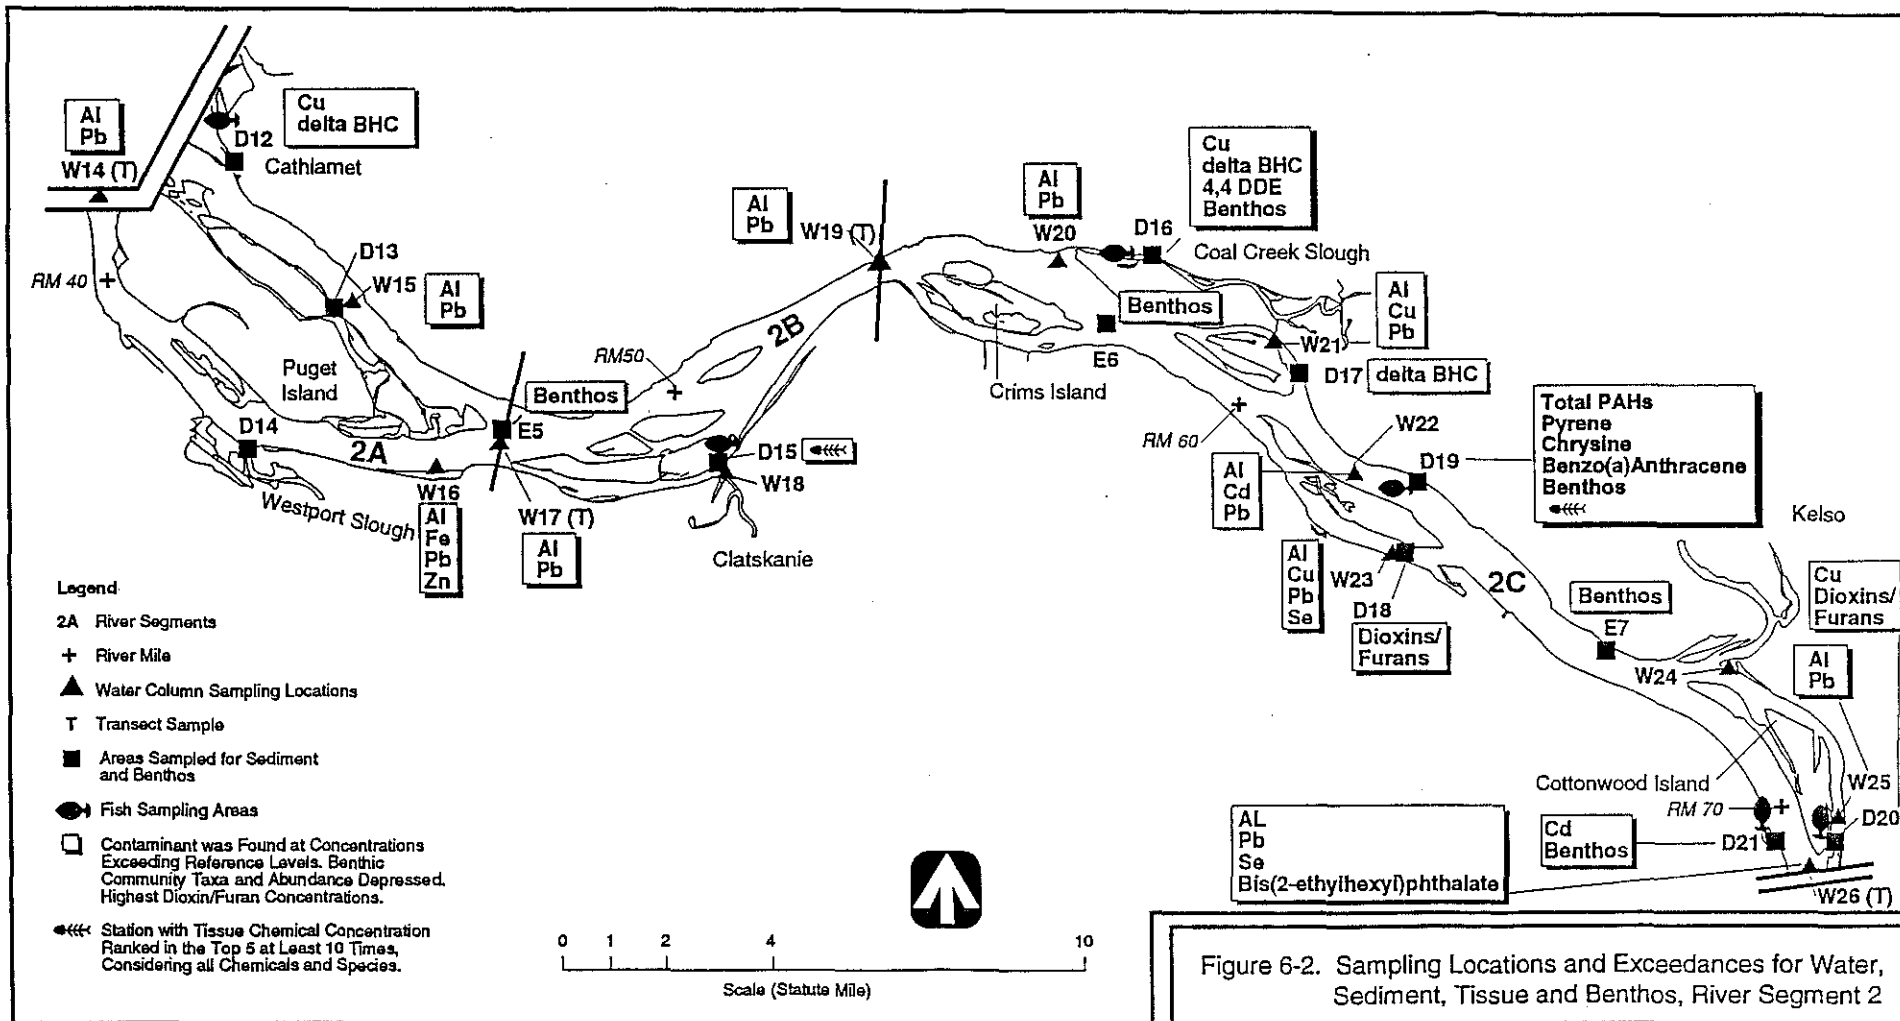 Al
Pb
W14 (T)
D12
Cu
delta BHC
Cathlamet
RM 40
D13
W15
Al
Pb
Puget
Island
D14
2A
Westport Slough
W16
Al
Fe
Pb
Zn
Benthos
E5
W17 (T)
Al
Pb
RM50
2B
D15
W18
Clatskanie
Al
Pb
W19 (T)
Al
Pb
W20
Cu
delta BHC
4,4 DDE
Benthos
D16
Coal Creek Slough
Benthos
E6
Crims Island
Al
Cu
Pb
W21
D17
delta BHC
RM 60
W22
Al
Cd
Pb
D19
Total PAHs
Pyrene
Chrysine
Benzo(a)Anthracene
Benthos
Kelso
Al
Cu
Pb
Se
W23
D18
Dioxins/
Furans
2C
Benthos
E7
Cu
Dioxins/
Furans
W24
Al
Pb
Cottonwood Island
RM 70
W25
D20
AL
Pb
Se
Bis(2-ethylhexyl)phthalate
Cd
Benthos
D21
W26 (T)
Legend
2A River Segments
+ River Mile
Water Column Sampling Locations
T Transect Sample
Areas Sampled for Sediment
and Benthos
Fish Sampling Areas
Contaminant was Found at Concentrations
Exceeding Reference Levels. Benthic
Community Taxa and Abundance Depressed.
Highest Dioxin/Furan Concentrations.
Station with Tissue Chemical Concentration
Ranked in the Top 5 at Least 10 Times,
Considering all Chemicals and Species.
0 1 2 4 10
Scale (Statute Mile)
Figure 6-2. Sampling Locations and Exceedances for Water,
Sediment, Tissue and Benthos, River Segment 2